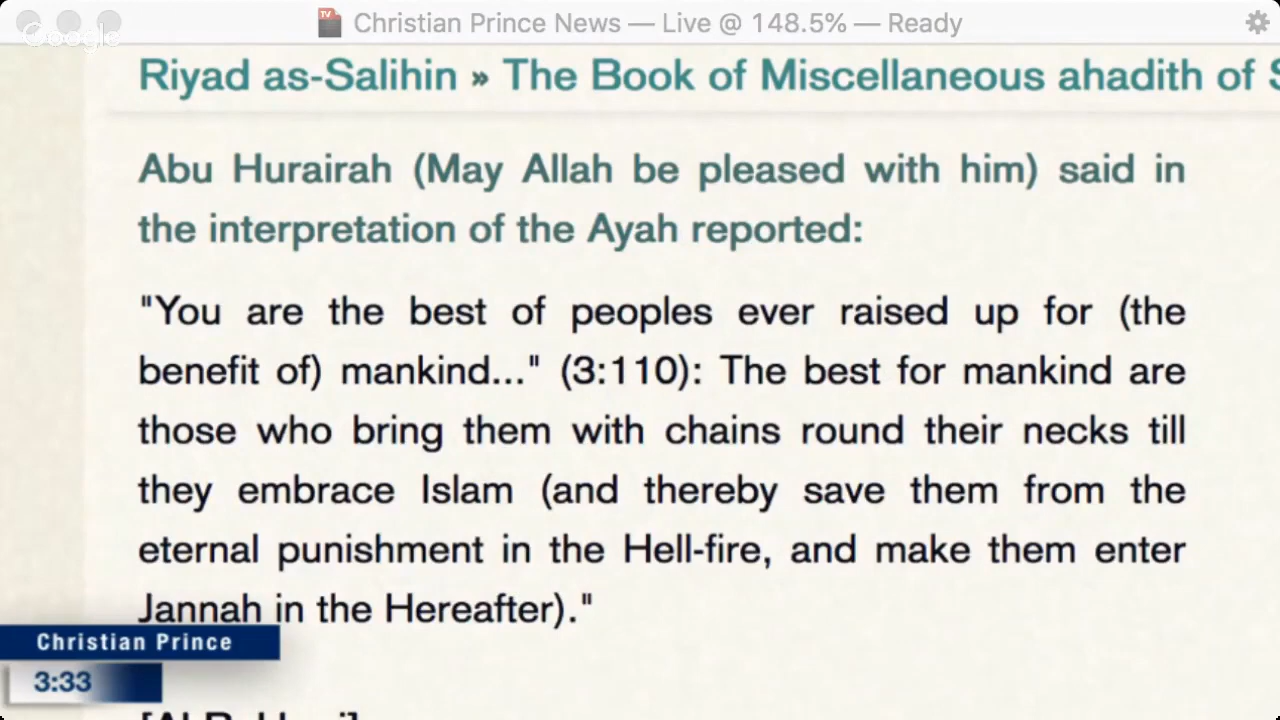 Christian Prince News — Live @ 148.5% — Ready
TV
Google
Riyad as-Salihin » The Book of Miscellaneous ahadith of
Abu Hurairah (May Allah be pleased with him) said in
the interpretation of the Ayah reported:
"You are the best of peoples ever raised up for (the
benefit of) mankind..." (3:110): The best for mankind are
those who bring them with chains round their necks till
they embrace Islam (and thereby save them from the
eternal punishment in the Hell-fire, and make them enter
Jannah in the Hereafter)."
Christian Prince
3:33